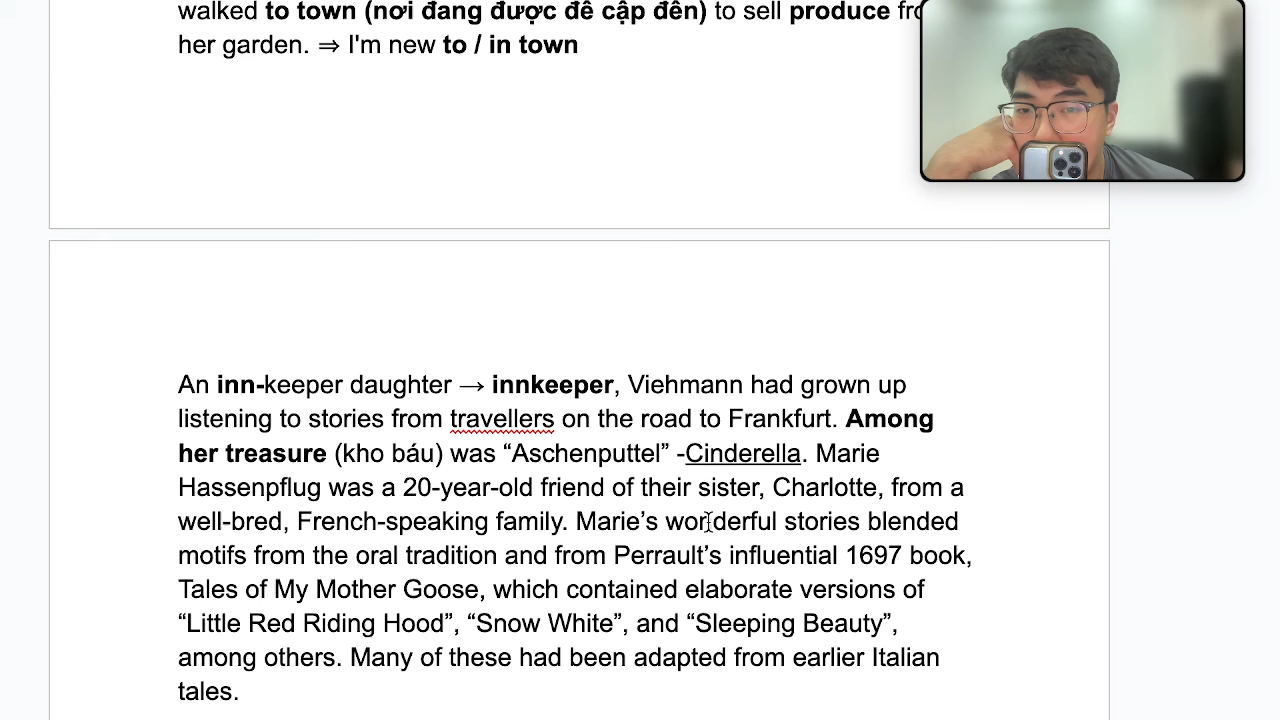 walked to town (nơi đang được đề cập đến) to sell produce
her garden. ⇒ I'm new to / in town
An inn-keeper daughter → innkeeper, Viehmann had grown up
listening to stories from travellers on the road to Frankfurt. Among
her treasure (kho báu) was “Aschenputtel” -Cinderella. Marie
Hassenpflug was a 20-year-old friend of their sister, Charlotte, from a
well-bred, French-speaking family. Marie’s wonderful stories blended
motifs from the oral tradition and from Perrault’s influential 1697 book,
Tales of My Mother Goose, which contained elaborate versions of
“Little Red Riding Hood”, “Snow White”, and “Sleeping Beauty”,
among others. Many of these had been adapted from earlier Italian
tales.